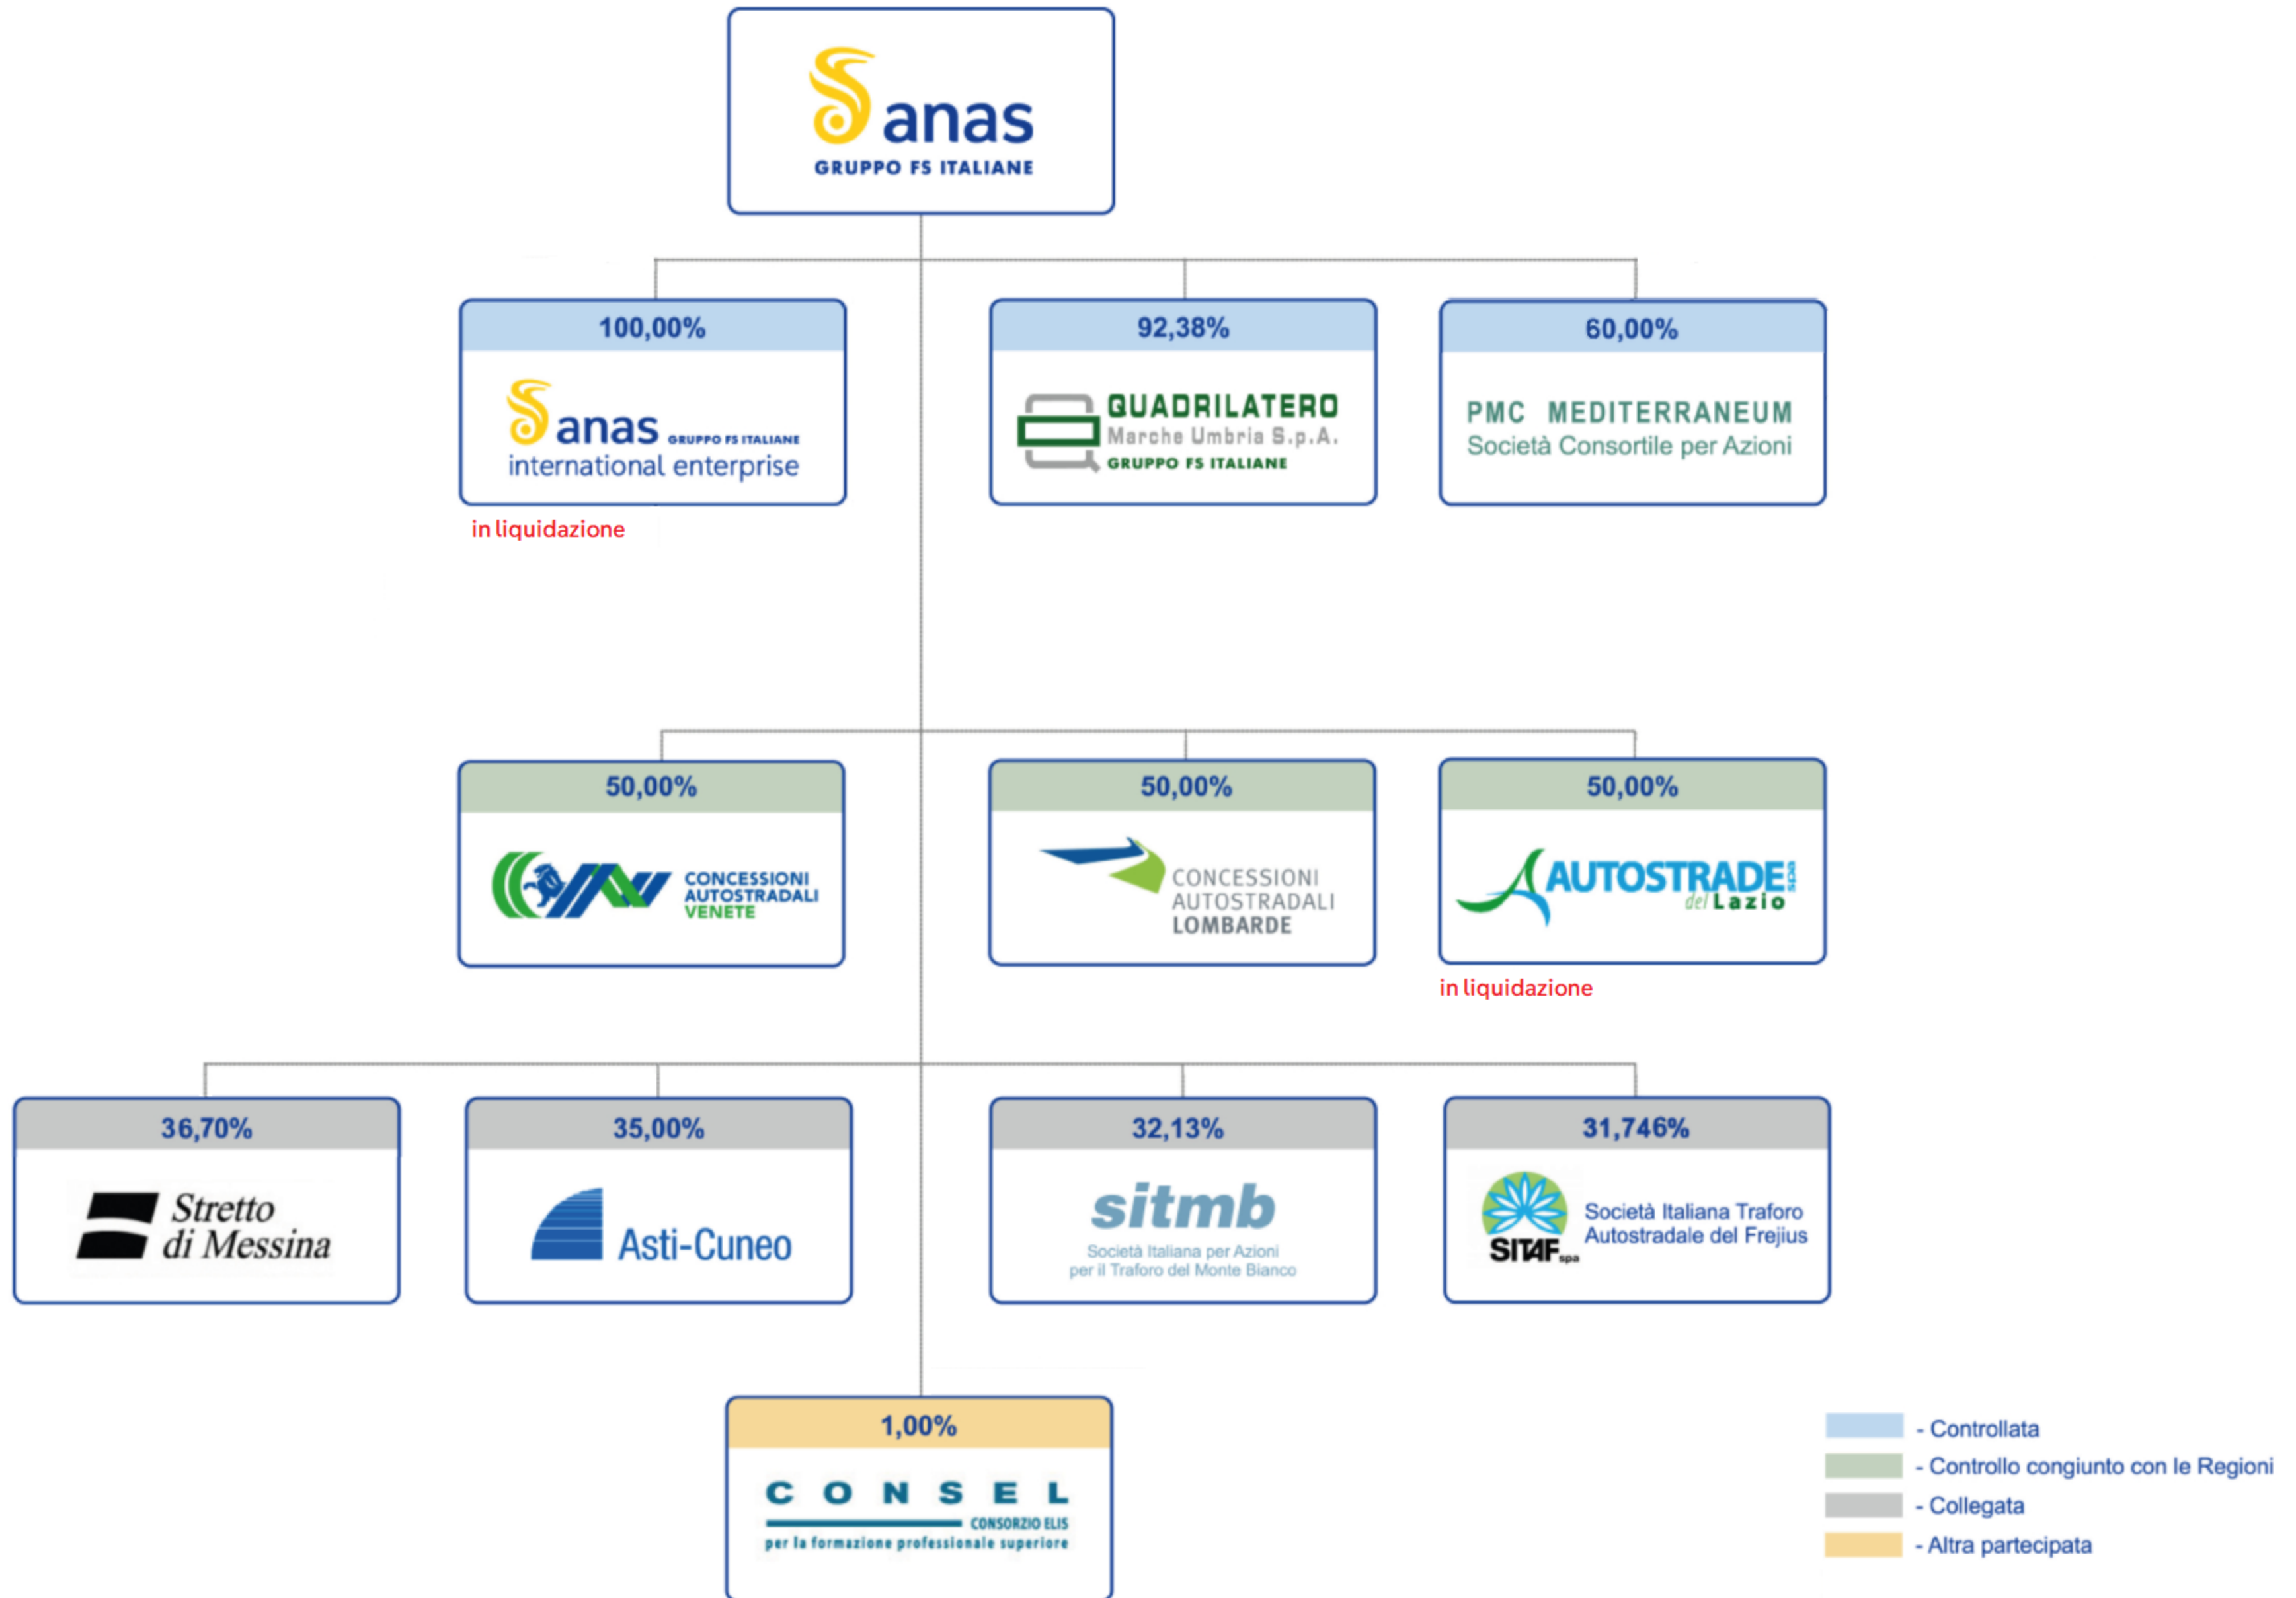 anas
GRUPPO FS ITALIANE
100,00%
anas GRUPPO FS ITALIANE
international enterprise
in liquidazione
92,38%
QUADRILATERO
Marche Umbria S.p.A.
GRUPPO FS ITALIANE
60,00%
PMC MEDITERRANEUM
Società Consortile per Azioni
50,00%
CAV
CONCESSIONI
AUTOSTRADALI
VENETE
50,00%
CONCESSIONI
AUTOSTRADALI
LOMBARDE
50,00%
AUTOSTRADE spa
del Lazio
in liquidazione
36,70%
Stretto
di Messina
35,00%
Asti-Cuneo
32,13%
sitmb
Società Italiana per Azioni
per il Traforo del Monte Bianco
31,746%
SITAF spa
Società Italiana Traforo
Autostradale del Frejius
1,00%
CONSEL
CONSORZIO ELIS
per la formazione professionale superiore
- Controllata
- Controllo congiunto con le Regioni
- Collegata
- Altra partecipata